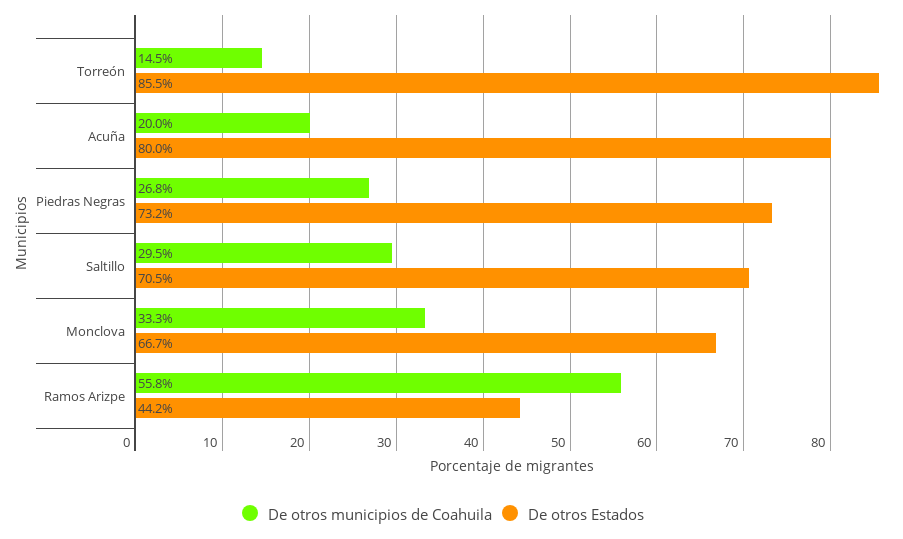 Torreón
14.5%
85.5%
Acuña
20.0%
80.0%
Piedras Negras
26.8%
73.2%
Saltillo
29.5%
70.5%
Monclova
33.3%
66.7%
Ramos Arizpe
55.8%
44.2%
Municipios
0 10 20 30 40 50 60 70 80
Porcentaje de migrantes
De otros municipios de Coahuila De otros Estados